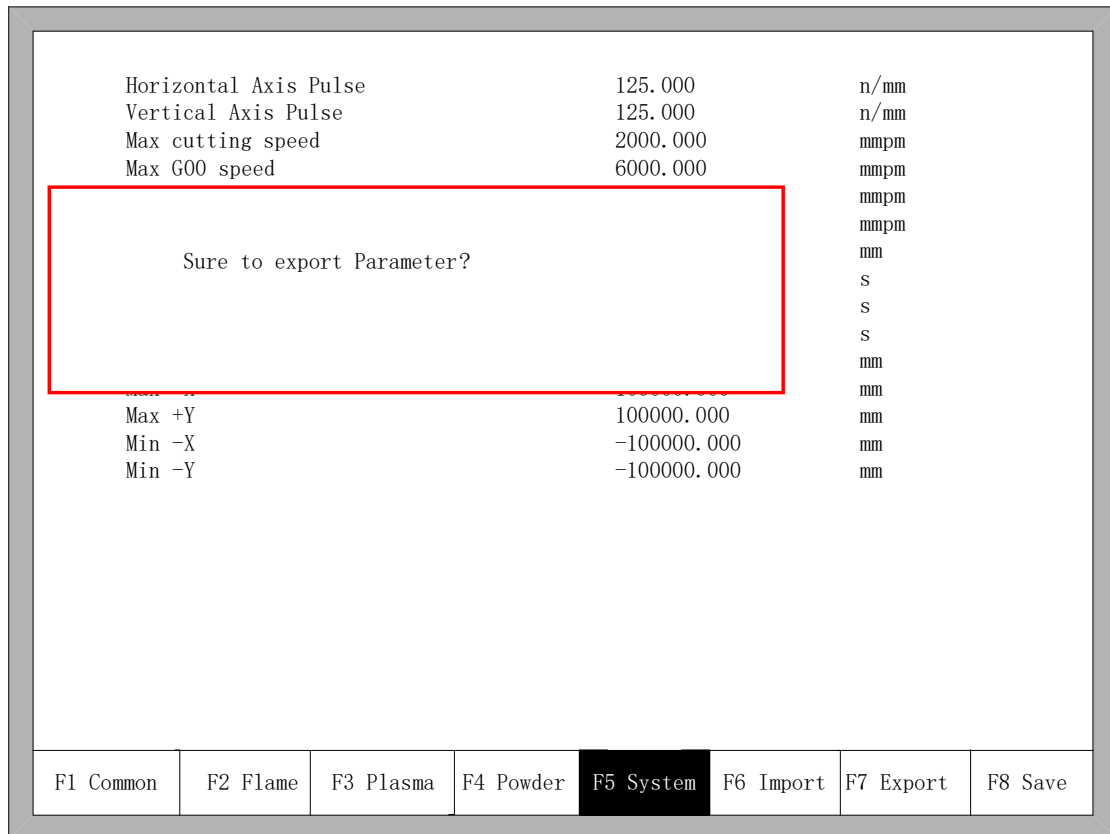 Horizontal Axis Pulse 125.000 n/mm
Vertical Axis Pulse 125.000 n/mm
Max cutting speed 2000.000 mmpm
Max G00 speed 6000.000 mmpm
mmpm
mmpm
Sure to export Parameter? mm
s
s
s
mm
mm
Max +Y 100000.000 mm
Min -X -100000.000 mm
Min -Y -100000.000 mm
F1 Common F2 Flame F3 Plasma F4 Powder F5 System F6 Import F7 Export F8 Save